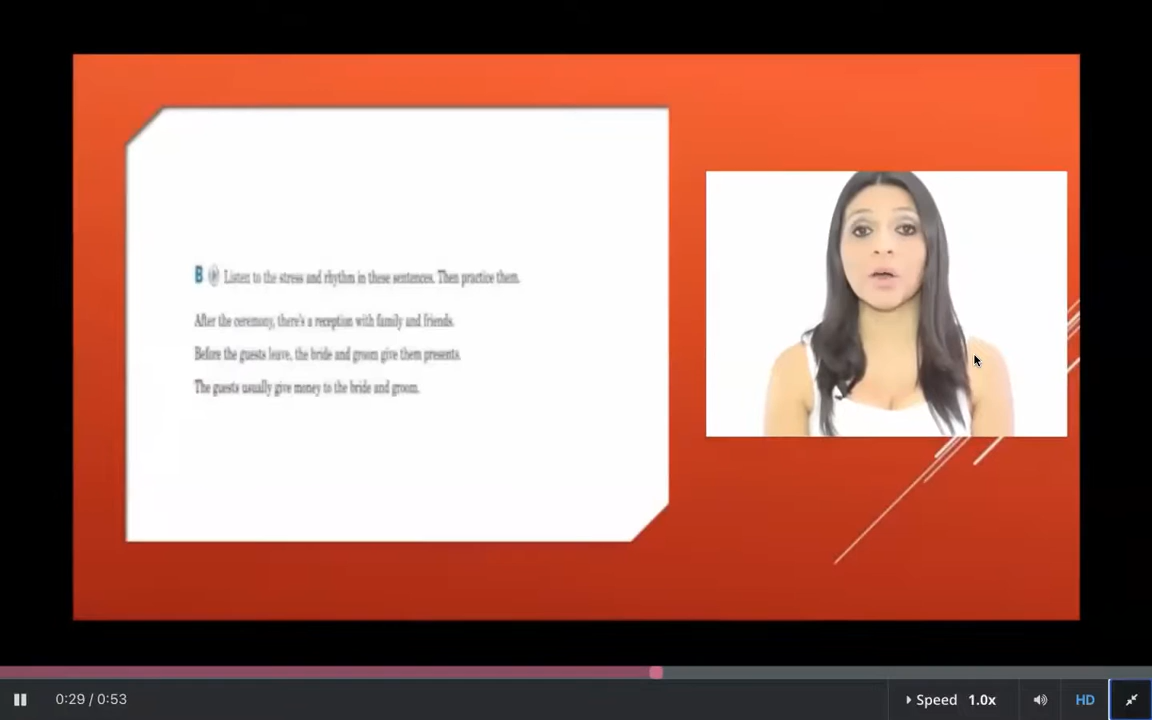 B Listen to the stress and rhythm in these sentences. Then practice them.
After the ceremony, there's a reception with family and friends.
Before the guests leave, the bride and groom give them presents.
The guests usually give money to the bride and groom.
0:29 / 0:53
Speed 1.0x
HD